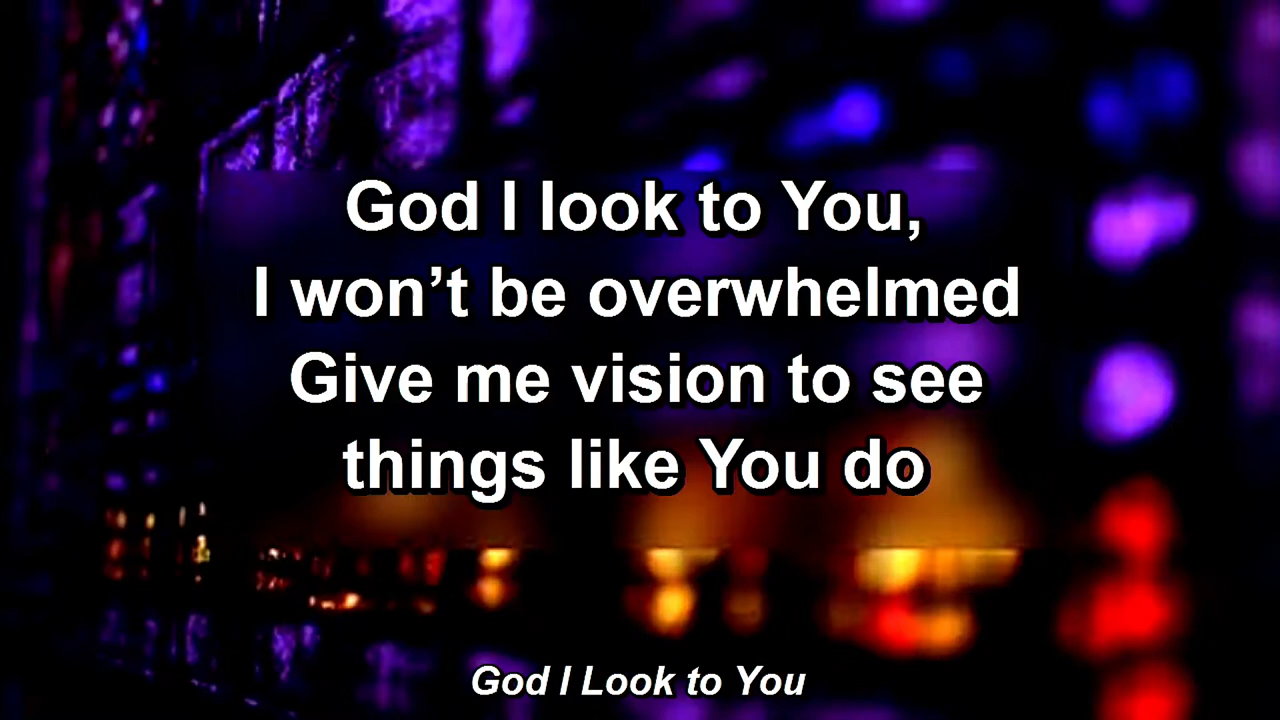 God I look to You,
I won’t be overwhelmed
Give me vision to see
things like You do
God I Look to You